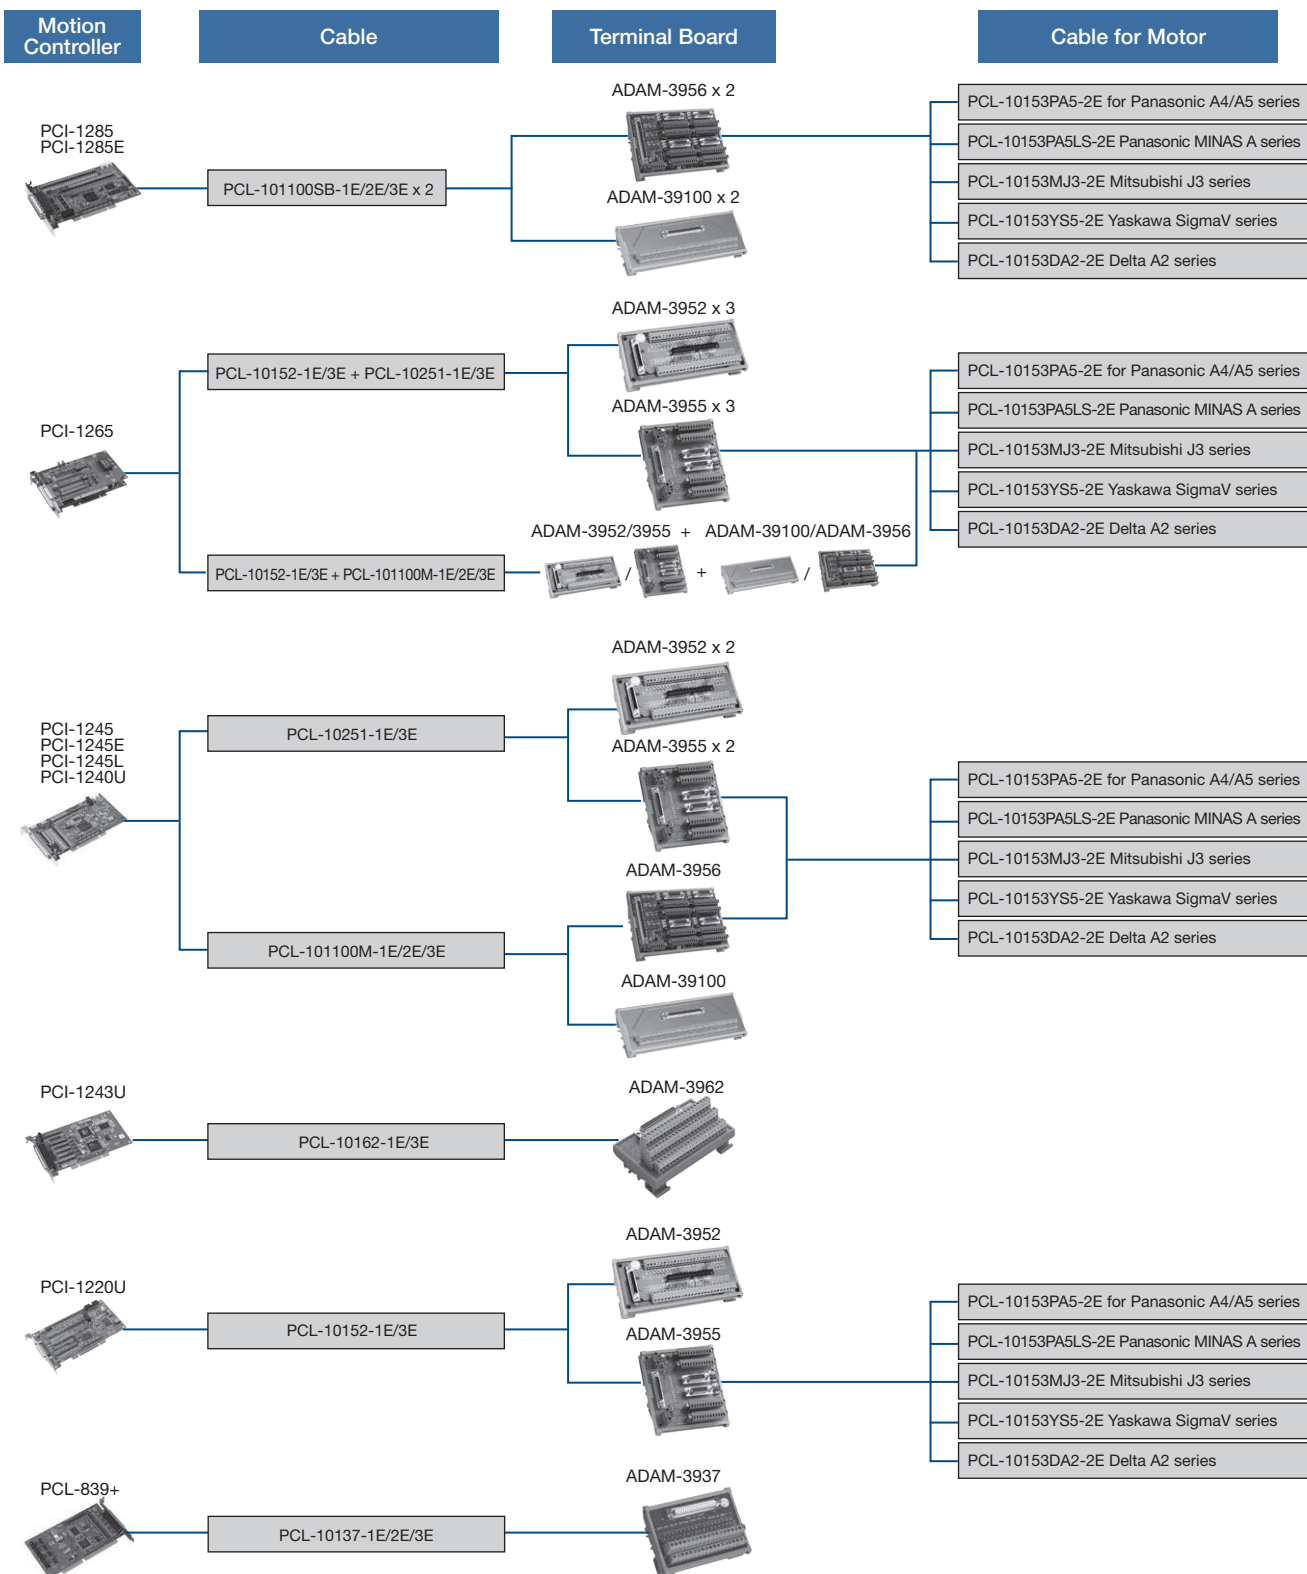 Motion
Controller
Cable
Terminal Board
Cable for Motor
PCI-1285
PCI-1285E
PCL-101100SB-1E/2E/3E x 2
ADAM-3956 x 2
ADAM-39100 x 2
PCL-10153PA5-2E for Panasonic A4/A5 series
PCL-10153PA5LS-2E Panasonic MINAS A series
PCL-10153MJ3-2E Mitsubishi J3 series
PCL-10153YS5-2E Yaskawa SigmaV series
PCL-10153DA2-2E Delta A2 series
PCI-1265
PCL-10152-1E/3E + PCL-10251-1E/3E
PCL-10152-1E/3E + PCL-101100M-1E/2E/3E
ADAM-3952 x 3
ADAM-3955 x 3
ADAM-3952/3955 + ADAM-39100/ADAM-3956
/ + /
PCL-10153PA5-2E for Panasonic A4/A5 series
PCL-10153PA5LS-2E Panasonic MINAS A series
PCL-10153MJ3-2E Mitsubishi J3 series
PCL-10153YS5-2E Yaskawa SigmaV series
PCL-10153DA2-2E Delta A2 series
PCI-1245
PCI-1245E
PCI-1245L
PCI-1240U
PCL-10251-1E/3E
PCL-101100M-1E/2E/3E
ADAM-3952 x 2
ADAM-3955 x 2
ADAM-3956
ADAM-39100
PCL-10153PA5-2E for Panasonic A4/A5 series
PCL-10153PA5LS-2E Panasonic MINAS A series
PCL-10153MJ3-2E Mitsubishi J3 series
PCL-10153YS5-2E Yaskawa SigmaV series
PCL-10153DA2-2E Delta A2 series
PCI-1243U
PCL-10162-1E/3E
ADAM-3962
PCI-1220U
PCL-10152-1E/3E
ADAM-3952
ADAM-3955
PCL-10153PA5-2E for Panasonic A4/A5 series
PCL-10153PA5LS-2E Panasonic MINAS A series
PCL-10153MJ3-2E Mitsubishi J3 series
PCL-10153YS5-2E Yaskawa SigmaV series
PCL-10153DA2-2E Delta A2 series
PCL-839+
PCL-10137-1E/2E/3E
ADAM-3937